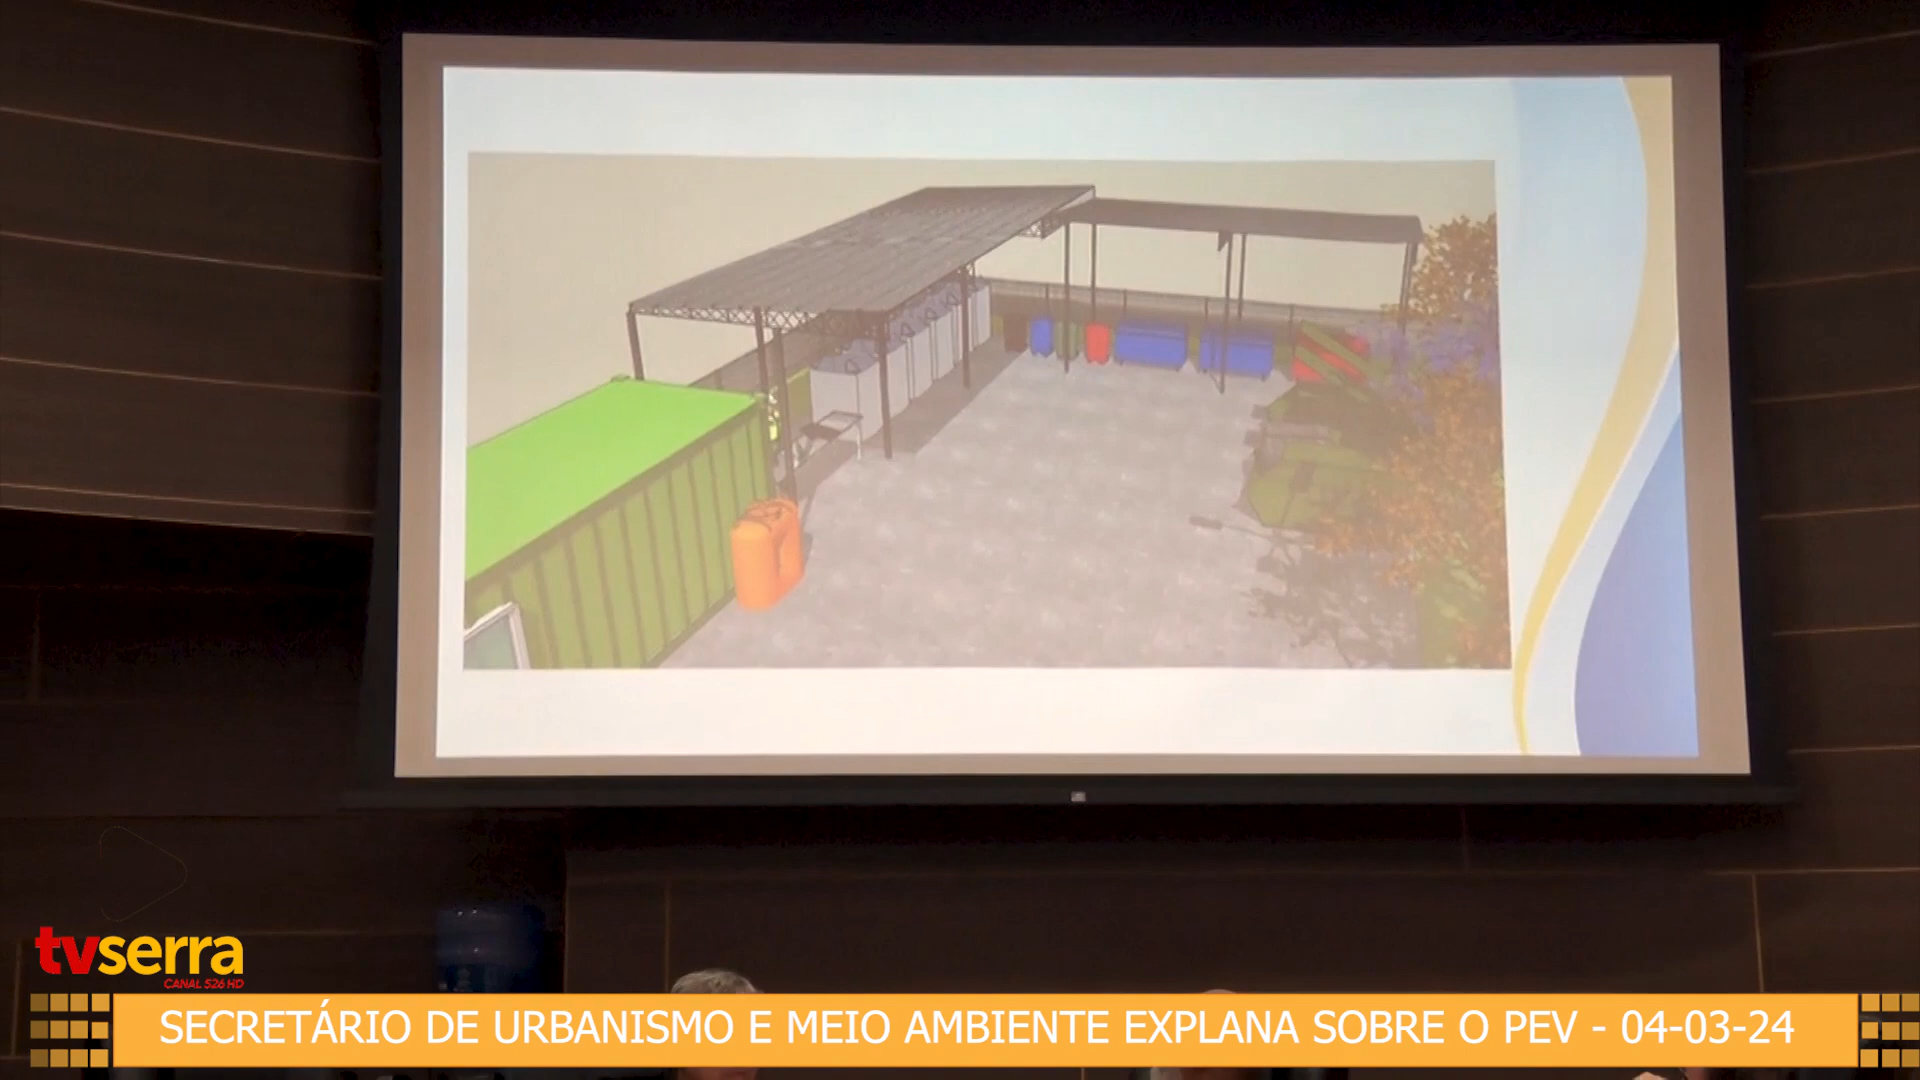 tvserra
CANAL 526 HD
SECRETÁRIO DE URBANISMO E MEIO AMBIENTE EXPLANA SOBRE O PEV - 04-03-24